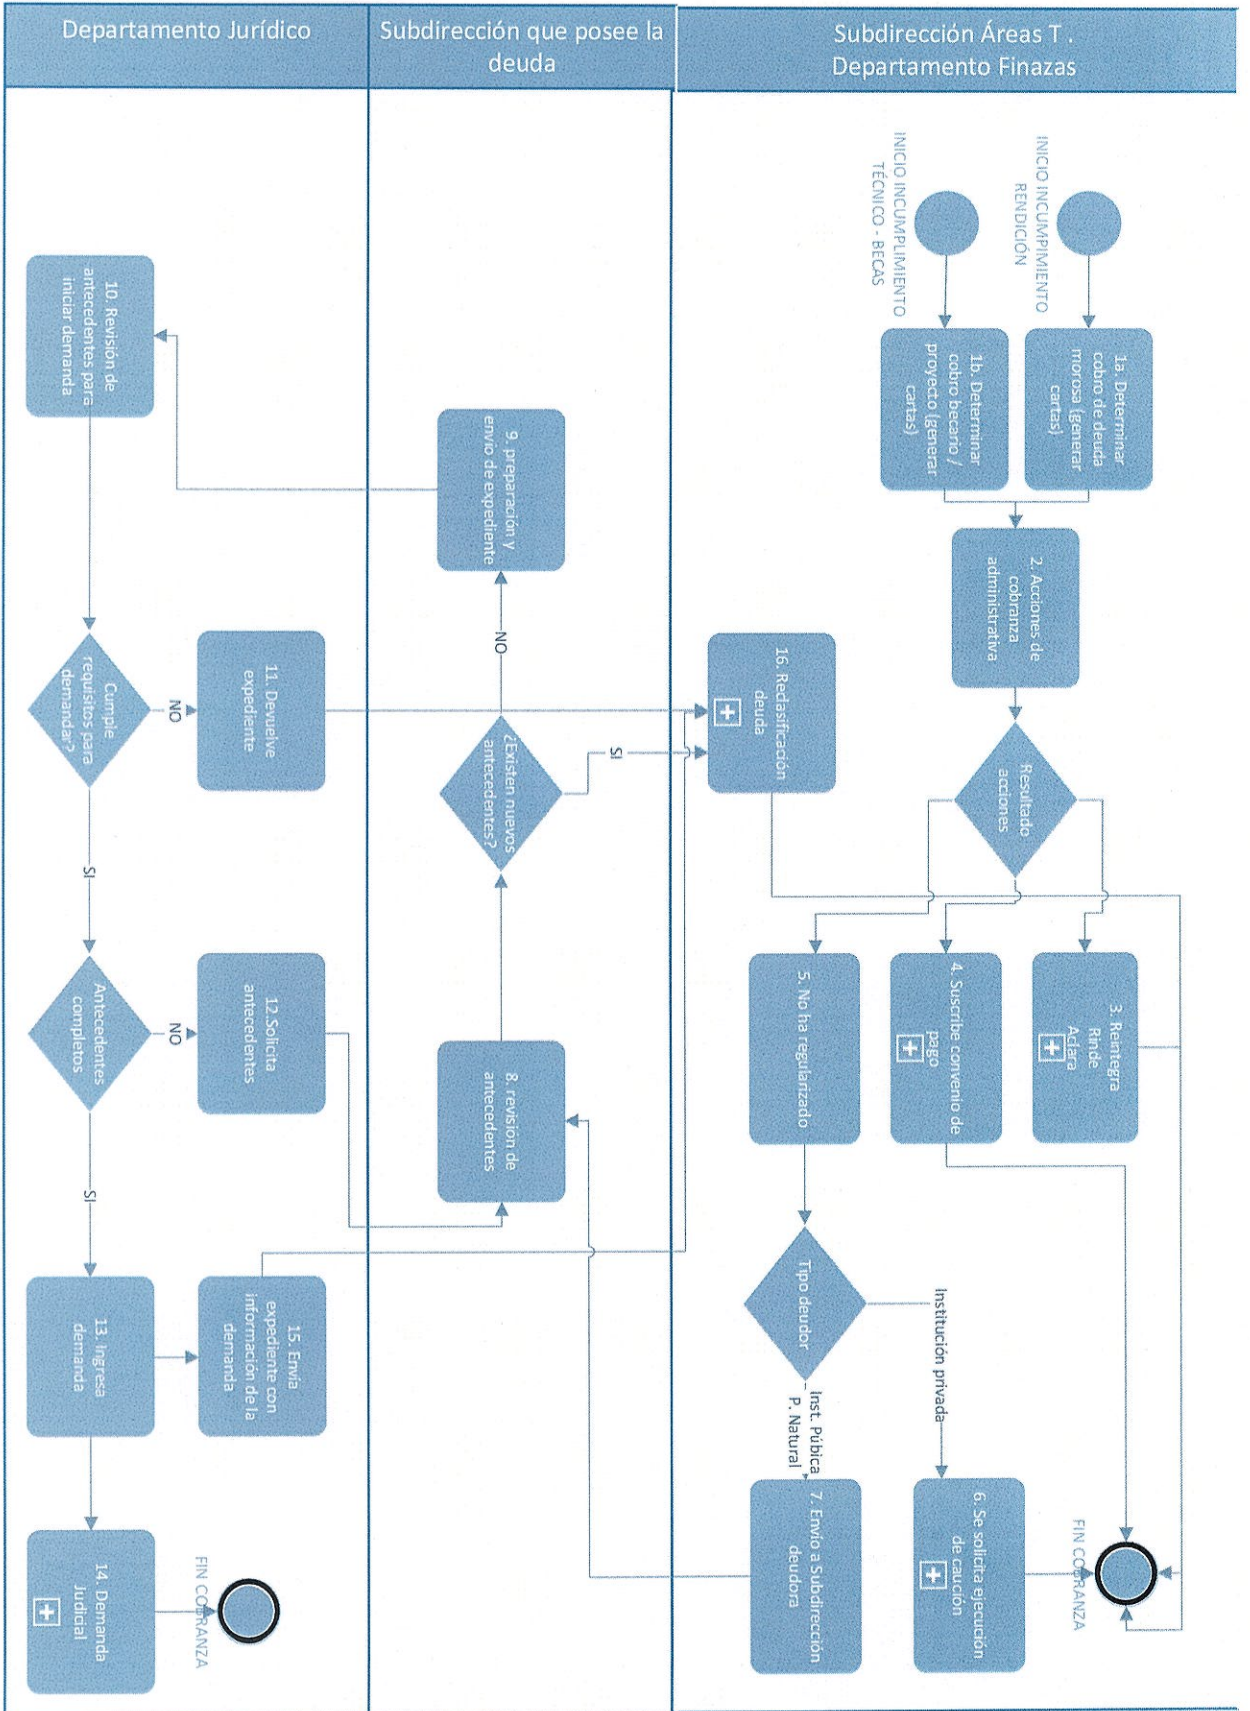 Departamento Jurídico
Subdirección que posee la
deuda
Subdirección Áreas T .
Departamento Finazas
INICIO INCUMPIMIENTO
RENDICIÓN
INICIO INCUMPLIMIENTO
TÉCNICO - BECAS
1a. Determinar
cobro de deuda
morosa (generar
cartas)
1b. Determinar
cobro becario /
proyecto (generar
cartas)
2. Acciones de
cobranza
administrativa
Resultado
acciones
3. Reintegra
Rinde
Aclara
4. Suscribe convenio de
pago
5. No ha regularizado
Tipo deudor
Institución privada
Inst. Púbica
P. Natural
6. Se solicita ejecución
de caución
7. Envío a Subdirección
deudora
FIN COBRANZA
16. Reclasificación
deuda
SI
¿Existen nuevos
antecedentes?
NO
8. revisión de
antecedentes
9. preparación y
envio de expediente
10. Revisión de
antecedentes para
iniciar demanda
Cumple
requisitos para
demandar?
NO
11. Devuelve
expediente
SI
Antecedentes
completos
NO
12.Solicita
antecedentes
SI
13. Ingresa
demanda
15. Envía
expediente con
información de la
demanda
14. Demanda
Judicial
FIN COBRANZA